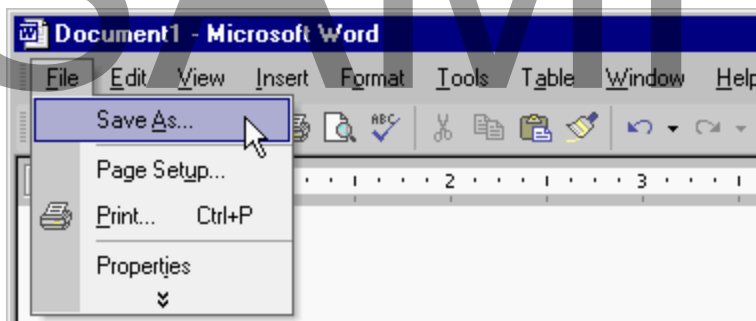 Document1 - Microsoft Word
File Edit View Insert Format Tools Table Window Help
Save As...
ABC
Page Setup...
2 3
Print... Ctrl+P
Properties